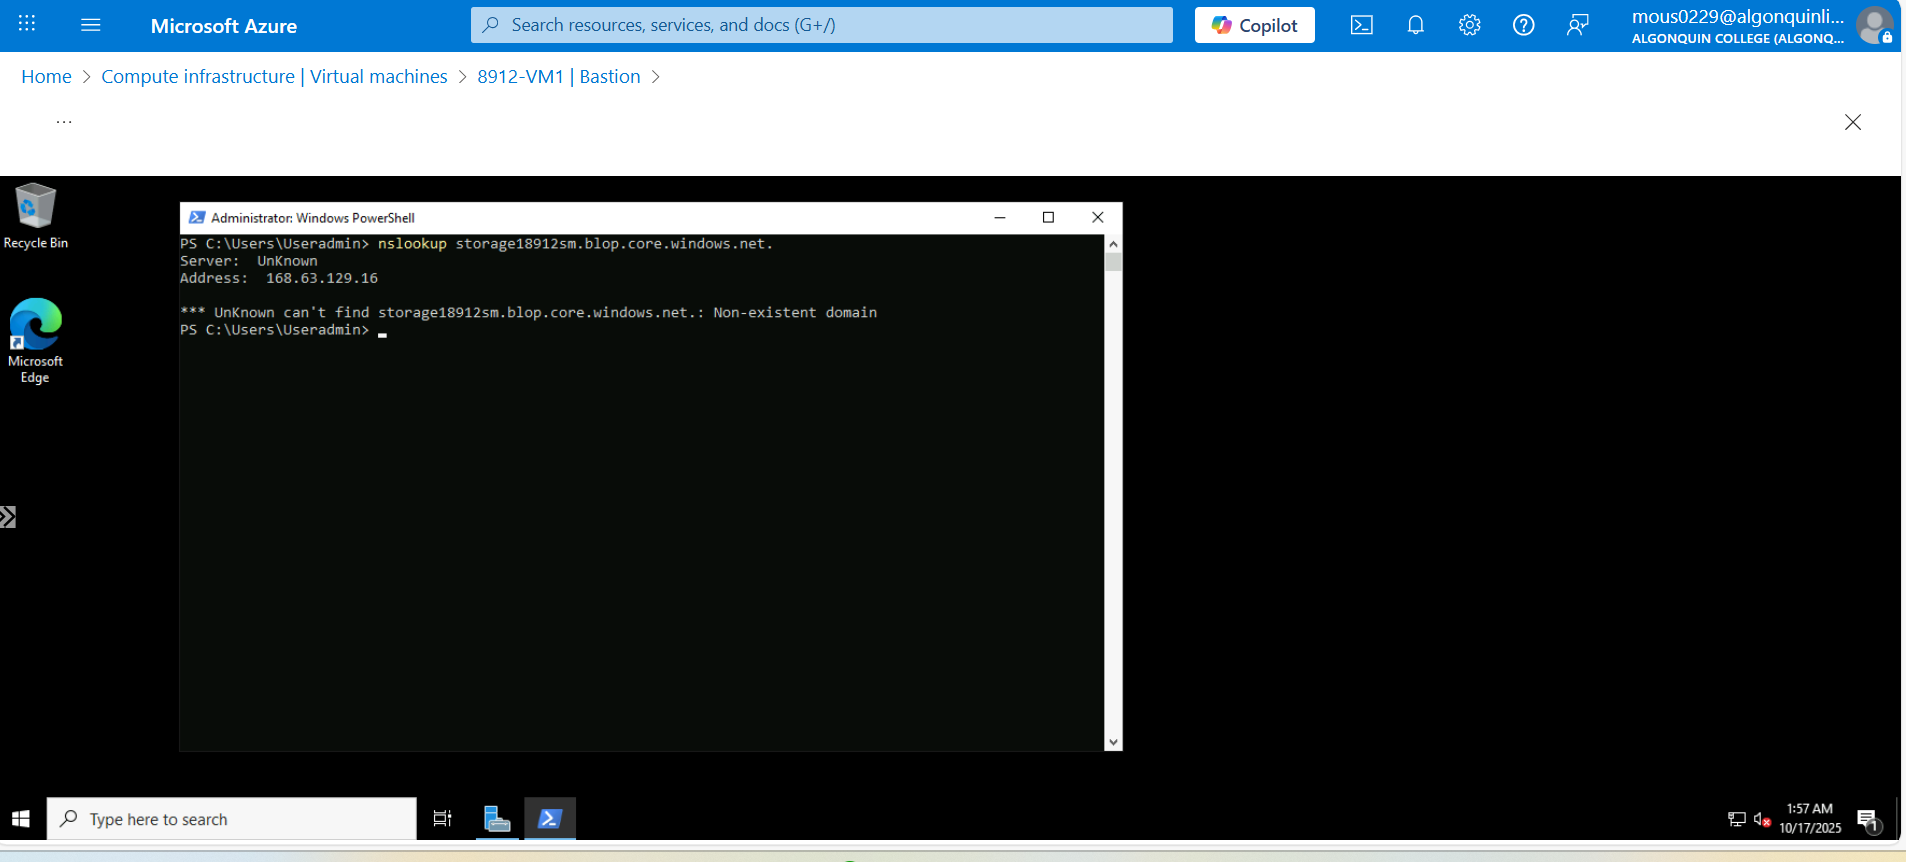 Microsoft Azure
Search resources, services, and docs (G+/)
Copilot
mous0229@algonquinli...
ALGONQUIN COLLEGE (ALGONQ...
Home > Compute infrastructure | Virtual machines > 8912-VM1 | Bastion >
...
Recycle Bin
Microsoft
Edge
Administrator: Windows PowerShell
PS C:\Users\Useradmin> nslookup storage18912sm.blop.core.windows.net.
Server:  UnKnown
Address:  168.63.129.16
*** UnKnown can't find storage18912sm.blop.core.windows.net.: Non-existent domain
PS C:\Users\Useradmin>
Type here to search
1:57 AM
10/17/2025
1